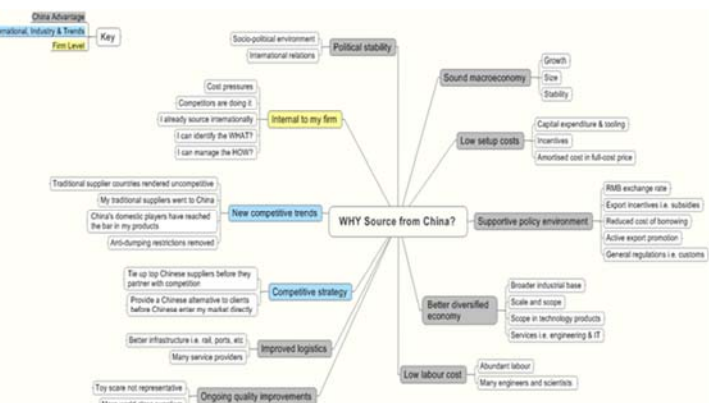 China Advantage
rnational, Industry & Trends
Firm Level
Key
Socio-political environment
International relations
Political stability
Cost pressures
Competitors are doing it
I already source internationally
I can identify the WHAT?
I can manage the HOW?
Internal to my firm
Traditional supplier countries rendered uncompetitive
My traditional suppliers went to China
China's domestic players have reached
the bar in my products
Anti-dumping restrictions removed
New competitive trends
Tie up top Chinese suppliers before they
partner with competition
Provide a Chinese alternative to clients
before Chinese enter my market directly
Competitive strategy
Better infrastructure i.e. rail, ports, etc
Many service providers
Improved logistics
Toy scare not representative
Ongoing quality improvements
WHY Source from China?
Sound macroeconomy
Growth
Size
Stability
Low setup costs
Capital expenditure & tooling
Incentives
Amortised cost in full-cost price
Supportive policy environment
RMB exchange rate
Export incentives i.e. subsidies
Reduced cost of borrowing
Active export promotion
General regulations i.e. customs
Better diversified
economy
Broader industrial base
Scale and scope
Scope in technology products
Services i.e. engineering & IT
Low labour cost
Abundant labour
Many engineers and scientists